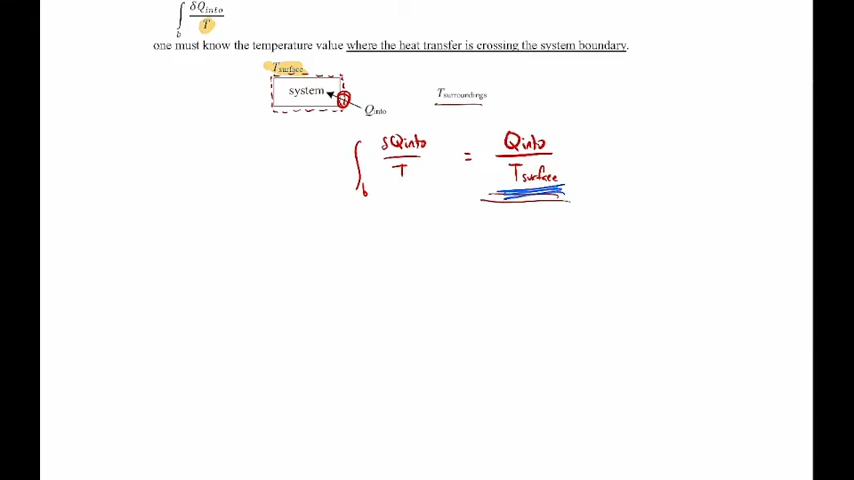 ∫b δQinto/T
one must know the temperature value where the heat transfer is crossing the system boundary.
Tsurface
system
Tsurroundings
Qinto
∫b δQinto/T = Qinto/Tsurface